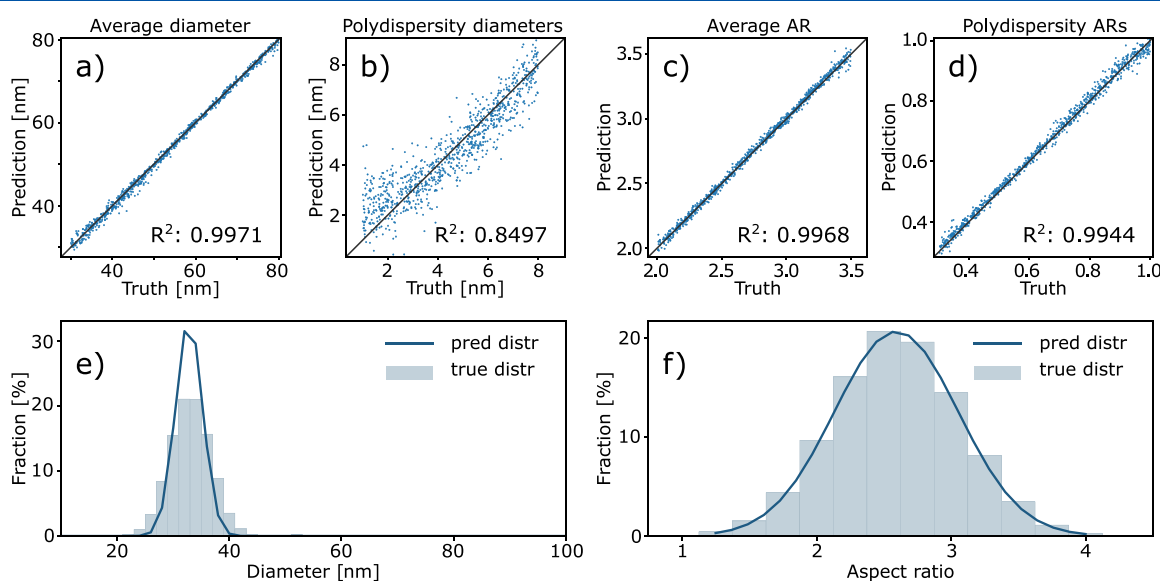 Average diameter
a)
Prediction [nm]
80
60
40
40 60 80
Truth [nm]
R²: 0.9971
Polydispersity diameters
b)
Prediction [nm]
8
6
4
2
2 4 6 8
Truth [nm]
R²: 0.8497
Average AR
c)
Prediction
3.5
3.0
2.5
2.0
2.0 2.5 3.0 3.5
Truth
R²: 0.9968
Polydispersity ARs
d)
Prediction
1.0
0.8
0.6
0.4
0.4 0.6 0.8 1.0
Truth
R²: 0.9944
e)
Fraction [%]
30
20
10
0
20 40 60 80 100
Diameter [nm]
pred distr
true distr
f)
Fraction [%]
20
10
0
1 2 3 4
Aspect ratio
pred distr
true distr